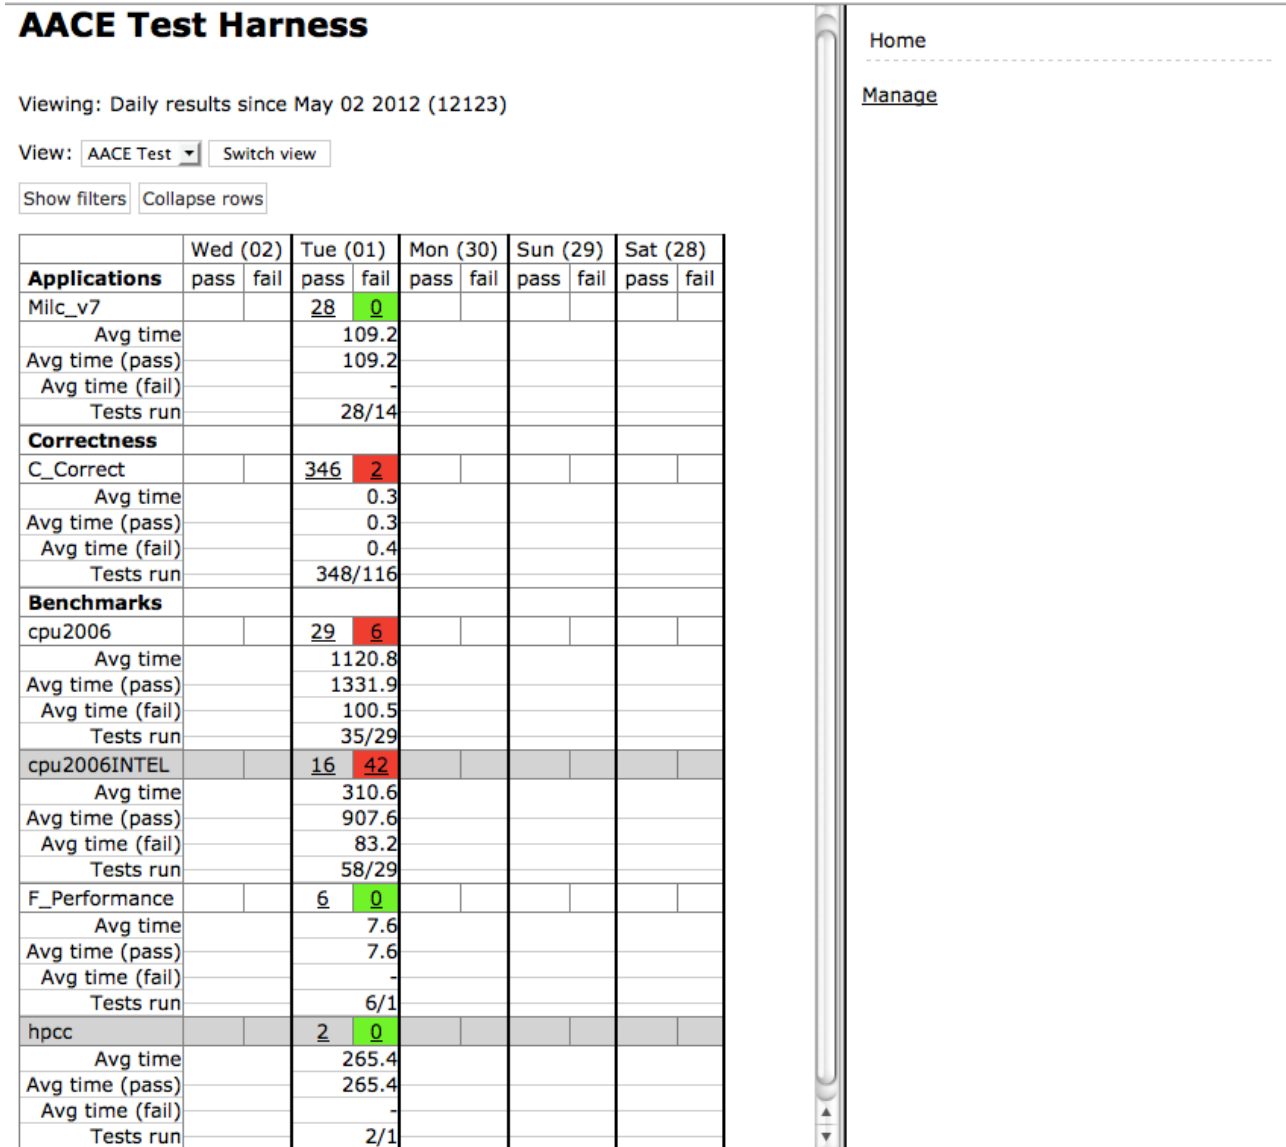 AACE Test Harness
Home
Viewing: Daily results since May 02 2012 (12123)
Manage
View: AACE Test Switch view
Show filters Collapse rows
Wed (02) Tue (01) Mon (30) Sun (29) Sat (28)
Applications pass fail pass fail pass fail pass fail pass fail
Milc_v7 28 0
Avg time 109.2
Avg time (pass) 109.2
Avg time (fail) -
Tests run 28/14
Correctness
C_Correct 346 2
Avg time 0.3
Avg time (pass) 0.3
Avg time (fail) 0.4
Tests run 348/116
Benchmarks
cpu2006 29 6
Avg time 1120.8
Avg time (pass) 1331.9
Avg time (fail) 100.5
Tests run 35/29
cpu2006INTEL 16 42
Avg time 310.6
Avg time (pass) 907.6
Avg time (fail) 83.2
Tests run 58/29
F_Performance 6 0
Avg time 7.6
Avg time (pass) 7.6
Avg time (fail) -
Tests run 6/1
hpcc 2 0
Avg time 265.4
Avg time (pass) 265.4
Avg time (fail) -
Tests run 2/1